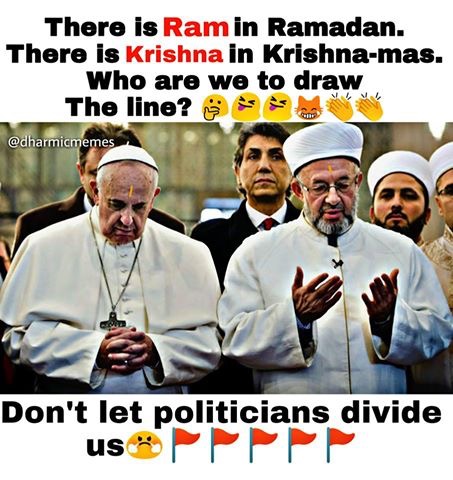 There is Ram in Ramadan.
There is Krishna in Krishna-mas.
Who are we to draw
The line? 🤔😝😝😹👏👏
@dharmicmemes
Don't let politicians divide
us😤🚩🚩🚩🚩🚩